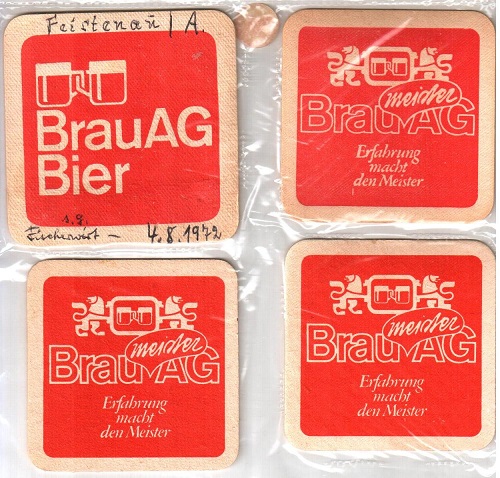 Feistenau / A.
BrauAG
Bier
s. g.
Fischerwirt – 4.8.1972
meister
BrauAG
Erfahrung
macht
den Meister
meister
BrauAG
Erfahrung
macht
den Meister
meister
BrauAG
Erfahrung
macht
den Meister